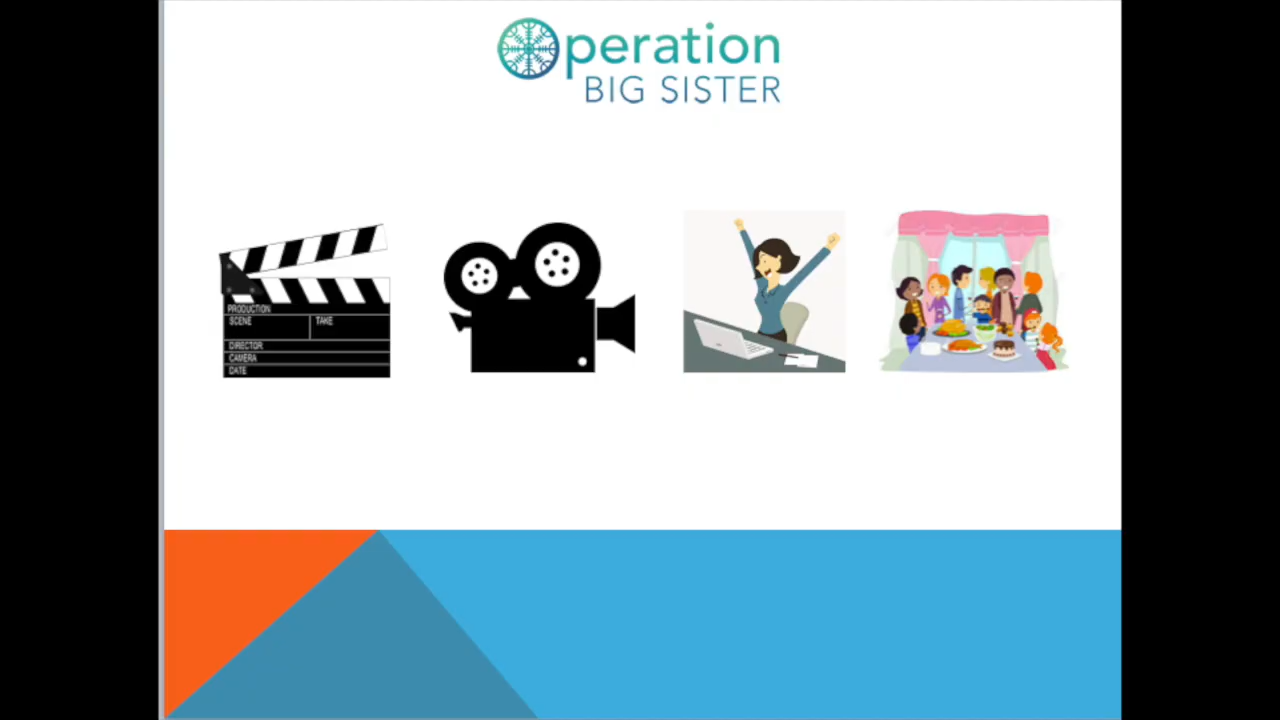 Operation
BIG SISTER
PRODUCTION
SCENE TAKE
DIRECTOR
CAMERA
DATE